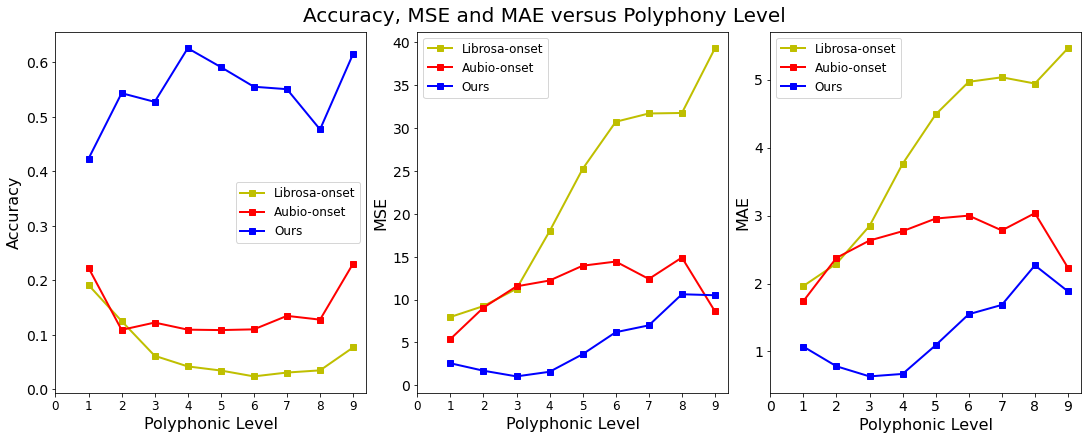 Accuracy, MSE and MAE versus Polyphony Level
Accuracy
0.6
0.5
0.4
0.3
0.2
0.1
0.0
Librosa-onset
Aubio-onset
Ours
0 1 2 3 4 5 6 7 8 9
Polyphonic Level
MSE
40
35
30
25
20
15
10
5
0
Librosa-onset
Aubio-onset
Ours
0 1 2 3 4 5 6 7 8 9
Polyphonic Level
MAE
5
4
3
2
1
Librosa-onset
Aubio-onset
Ours
0 1 2 3 4 5 6 7 8 9
Polyphonic Level